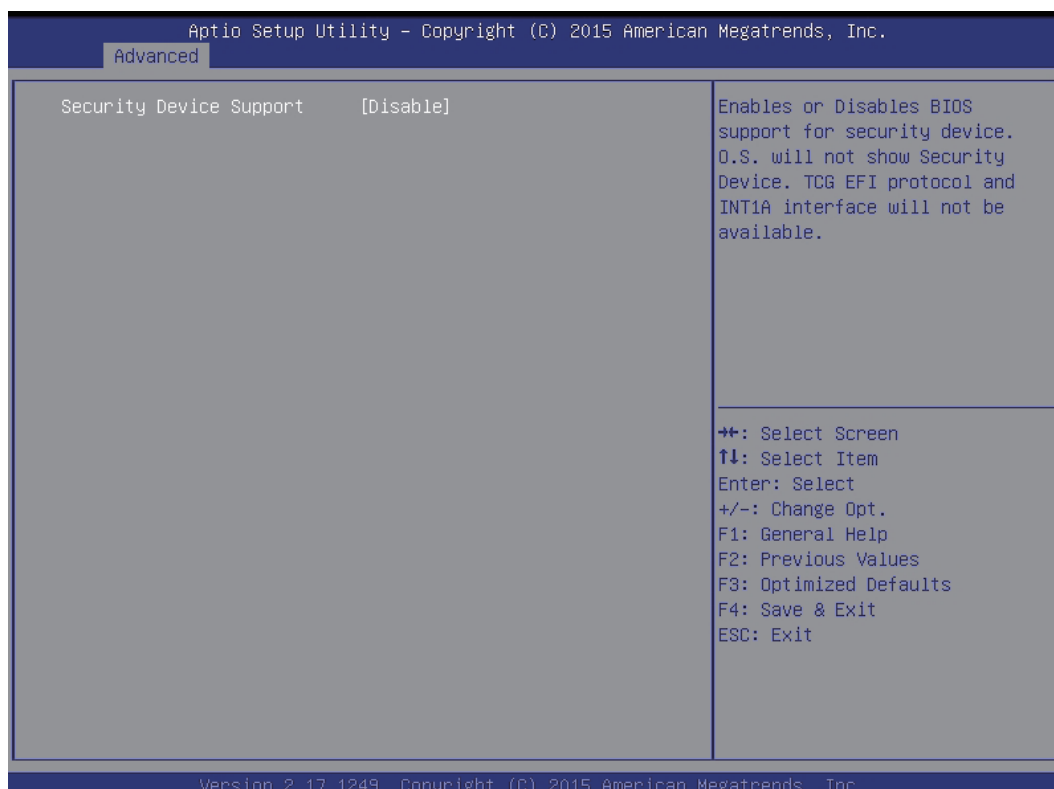 Aptio Setup Utility – Copyright (C) 2015 American Megatrends, Inc.
Advanced
Security Device Support [Disable]
Enables or Disables BIOS
support for security device.
O.S. will not show Security
Device. TCG EFI protocol and
INT1A interface will not be
available.
→←: Select Screen
↑↓: Select Item
Enter: Select
+/-: Change Opt.
F1: General Help
F2: Previous Values
F3: Optimized Defaults
F4: Save & Exit
ESC: Exit
Version 2.17.1249. Copyright (C) 2015 American Megatrends, Inc.